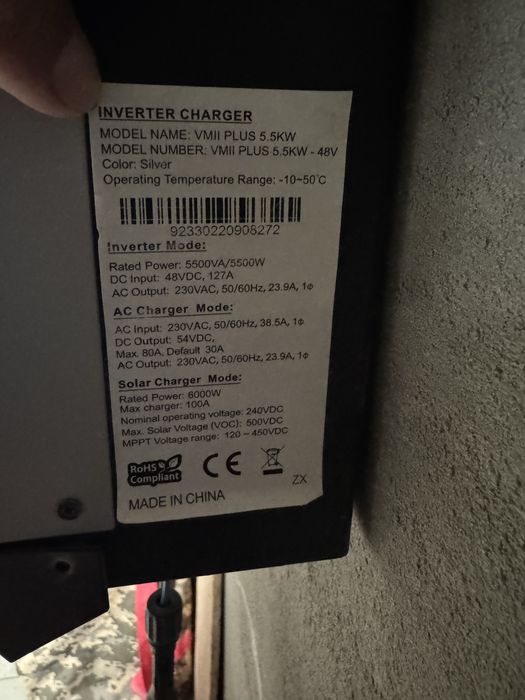 INVERTER CHARGER
MODEL NAME: VMII PLUS 5.5KW
MODEL NUMBER: VMII PLUS 5.5KW - 48V
Color: Silver
Operating Temperature Range: -10~50℃
92330220908272
Inverter Mode:
Rated Power: 5500VA/5500W
DC Input: 48VDC, 127A
AC Output: 230VAC, 50/60Hz, 23.9A, 1ϕ
AC Charger Mode:
AC Input: 230VAC, 50/60Hz, 38.5A, 1ϕ
DC Output: 54VDC,
Max. 80A, Default 30A
AC Output: 230VAC, 50/60Hz, 23.9A, 1ϕ
Solar Charger Mode:
Rated Power: 6000W
Max charger: 100A
Nominal operating voltage: 240VDC
Max. Solar Voltage (VOC): 500VDC
MPPT Voltage range: 120 – 450VDC
RoHS
Compliant
CE
ZX
MADE IN CHINA